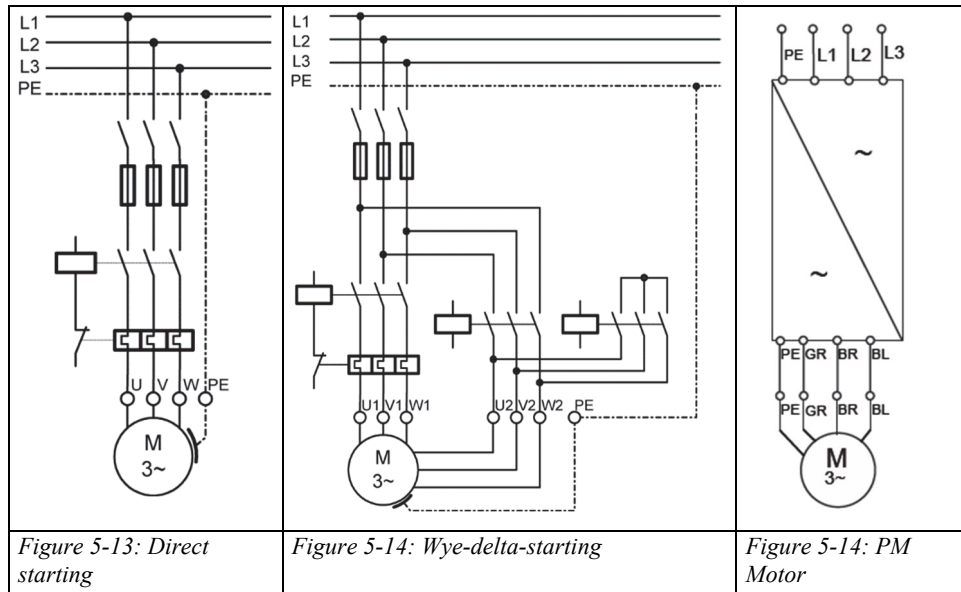 L1
L2
L3
PE
U V W PE
M
3~
L1
L2
L3
PE
U1 V1 W1 U2 V2 W2 PE
M
3~
PE L1 L2 L3
~
~
PE GR BR BL
PE GR BR BL
M
3~
Figure 5-13: Direct
starting
Figure 5-14: Wye-delta-starting
Figure 5-14: PM
Motor